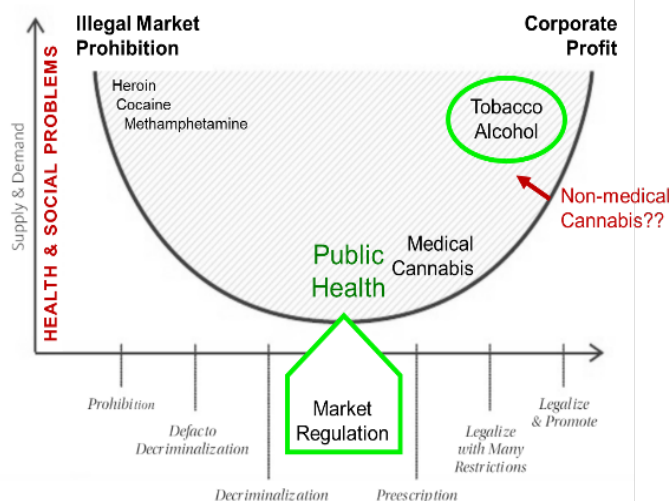 Illegal Market
Prohibition
Corporate
Profit
Supply & Demand
HEALTH & SOCIAL PROBLEMS
Heroin
Cocaine
Methamphetamine
Tobacco
Alcohol
Non-medical
Cannabis??
Medical
Cannabis
Public
Health
Market
Regulation
Prohibition
Defacto
Decriminalization
Decriminalization
Preescription
Legalize
with Many
Restrictions
Legalize
& Promote